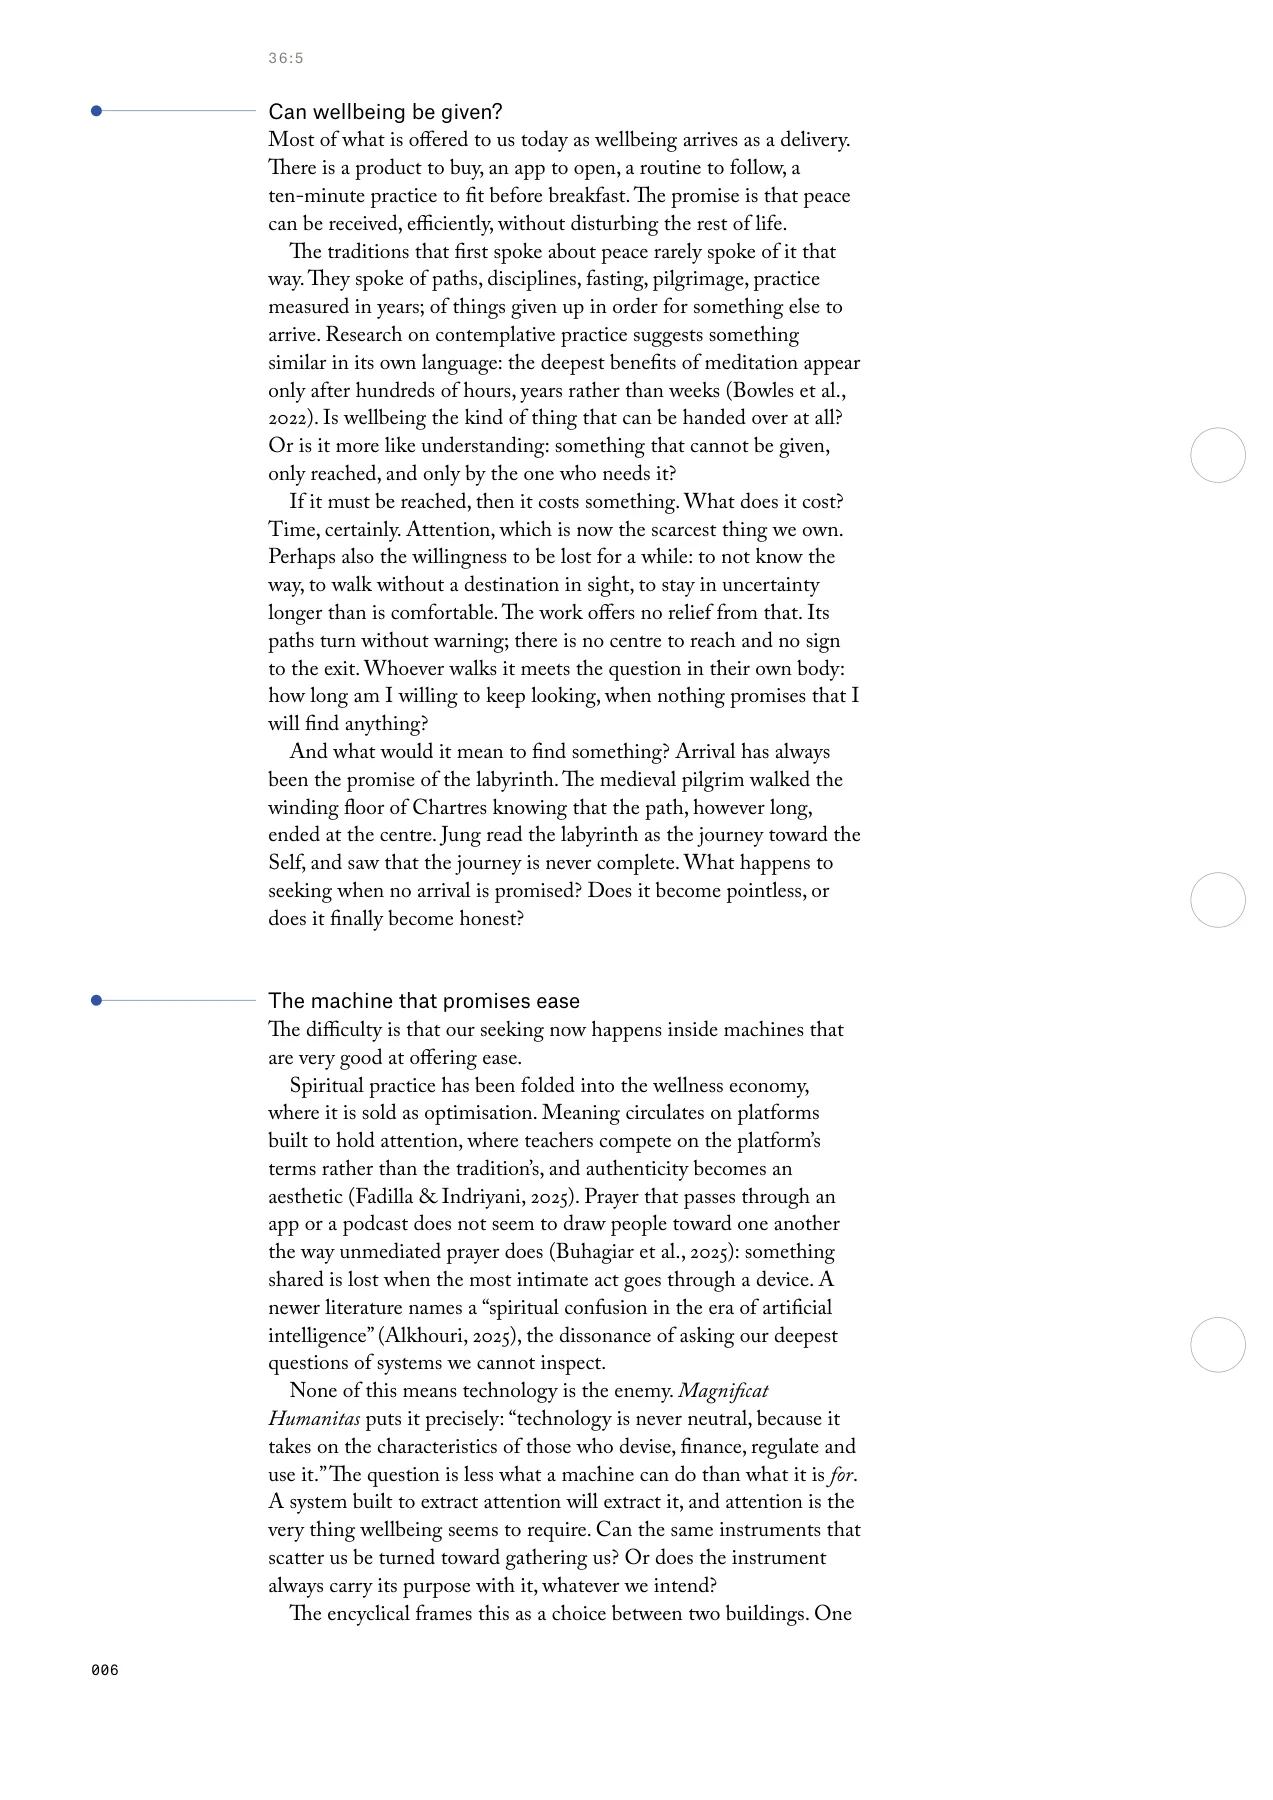 36:5
Can wellbeing be given?
Most of what is offered to us today as wellbeing arrives as a delivery.
There is a product to buy, an app to open, a routine to follow, a
ten-minute practice to fit before breakfast. The promise is that peace
can be received, efficiently, without disturbing the rest of life.
The traditions that first spoke about peace rarely spoke of it that
way. They spoke of paths, disciplines, fasting, pilgrimage, practice
measured in years; of things given up in order for something else to
arrive. Research on contemplative practice suggests something
similar in its own language: the deepest benefits of meditation appear
only after hundreds of hours, years rather than weeks (Bowles et al.,
2022). Is wellbeing the kind of thing that can be handed over at all?
Or is it more like understanding: something that cannot be given,
only reached, and only by the one who needs it?
If it must be reached, then it costs something. What does it cost?
Time, certainly. Attention, which is now the scarcest thing we own.
Perhaps also the willingness to be lost for a while: to not know the
way, to walk without a destination in sight, to stay in uncertainty
longer than is comfortable. The work offers no relief from that. Its
paths turn without warning; there is no centre to reach and no sign
to the exit. Whoever walks it meets the question in their own body:
how long am I willing to keep looking, when nothing promises that I
will find anything?
And what would it mean to find something? Arrival has always
been the promise of the labyrinth. The medieval pilgrim walked the
winding floor of Chartres knowing that the path, however long,
ended at the centre. Jung read the labyrinth as the journey toward the
Self, and saw that the journey is never complete. What happens to
seeking when no arrival is promised? Does it become pointless, or
does it finally become honest?
The machine that promises ease
The difficulty is that our seeking now happens inside machines that
are very good at offering ease.
Spiritual practice has been folded into the wellness economy,
where it is sold as optimisation. Meaning circulates on platforms
built to hold attention, where teachers compete on the platform’s
terms rather than the tradition’s, and authenticity becomes an
aesthetic (Fadilla & Indriyani, 2025). Prayer that passes through an
app or a podcast does not seem to draw people toward one another
the way unmediated prayer does (Buhagiar et al., 2025): something
shared is lost when the most intimate act goes through a device. A
newer literature names a “spiritual confusion in the era of artificial
intelligence” (Alkhouri, 2025), the dissonance of asking our deepest
questions of systems we cannot inspect.
None of this means technology is the enemy. Magnificat
Humanitas puts it precisely: “technology is never neutral, because it
takes on the characteristics of those who devise, finance, regulate and
use it.” The question is less what a machine can do than what it is for.
A system built to extract attention will extract it, and attention is the
very thing wellbeing seems to require. Can the same instruments that
scatter us be turned toward gathering us? Or does the instrument
always carry its purpose with it, whatever we intend?
The encyclical frames this as a choice between two buildings. One
006